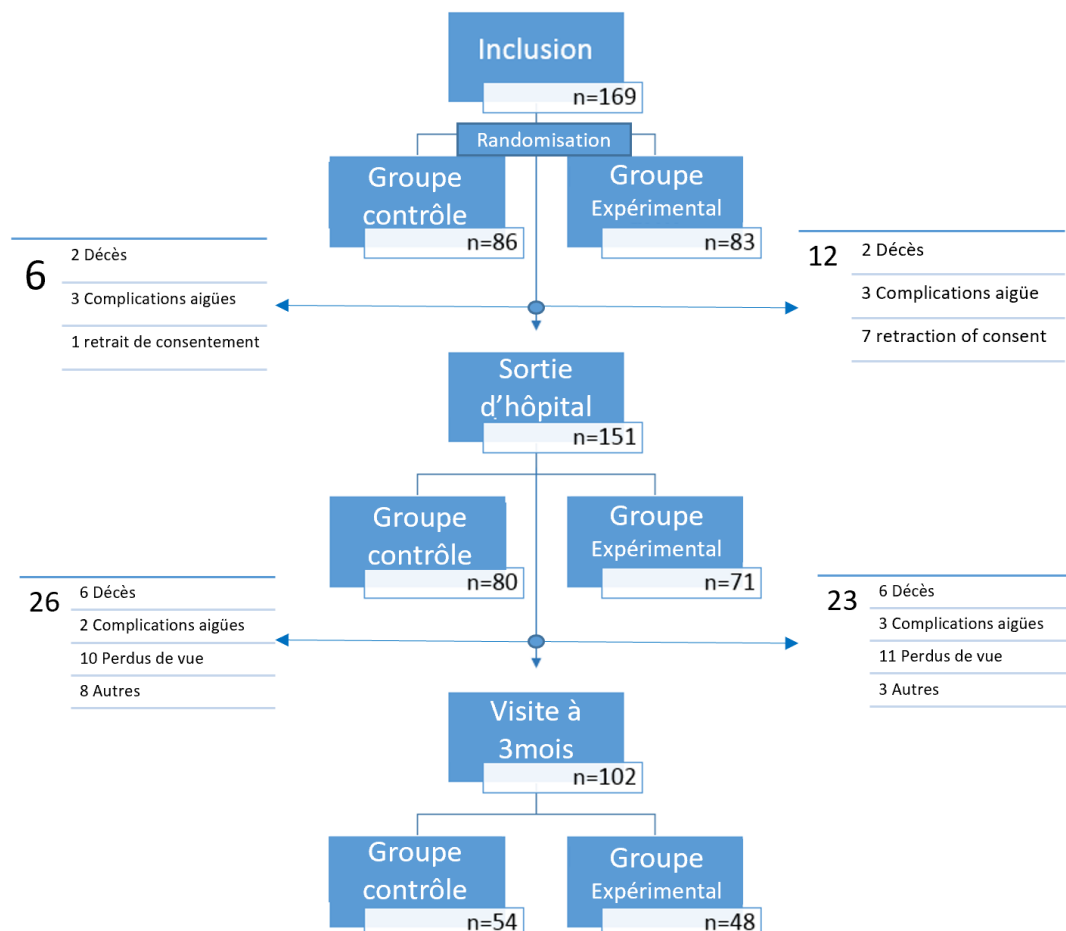 Inclusion
n=169
Randomisation
Groupe
contrôle
n=86
Groupe
Expérimental
n=83
6
2 Décès
3 Complications aigües
1 retrait de consentement
12
2 Décès
3 Complications aigüe
7 retraction of consent
Sortie
d’hôpital
n=151
Groupe
contrôle
n=80
Groupe
Expérimental
n=71
26
6 Décès
2 Complications aigües
10 Perdus de vue
8 Autres
23
6 Décès
3 Complications aigües
11 Perdus de vue
3 Autres
Visite à
3mois
n=102
Groupe
contrôle
n=54
Groupe
Expérimental
n=48